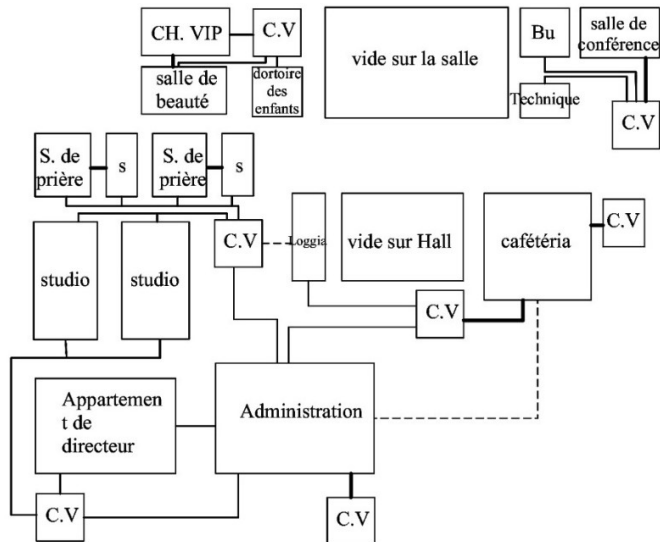 CH. VIP
C.V
salle de
beauté
dortoire
des
enfants
vide sur la salle
Bu
salle de
conférence
Technique
C.V
S. de
prière
s
S. de
prière
s
studio
studio
C.V
Loggia
vide sur Hall
cafétéria
C.V
C.V
Appartemen
t de
directeur
Administration
C.V
C.V